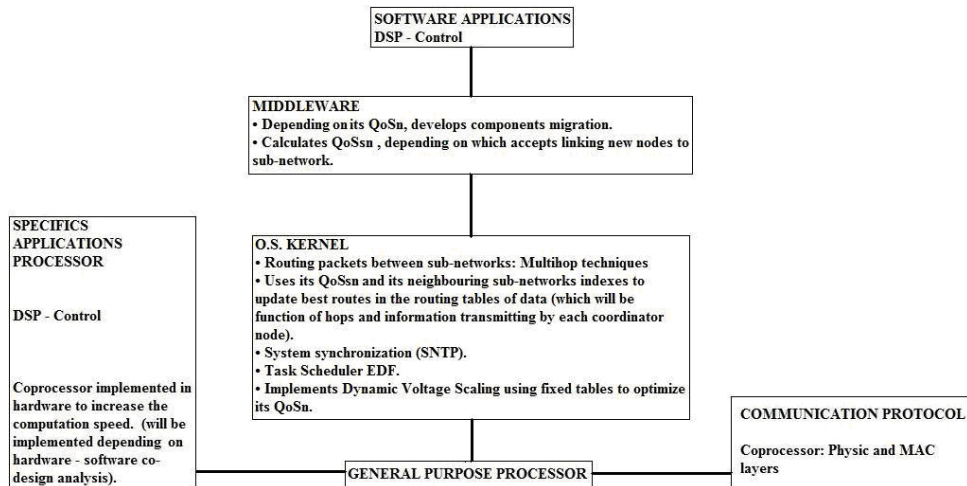 SOFTWARE APPLICATIONS
DSP - Control
MIDDLEWARE
• Depending on its QoSn, develops components migration.
• Calculates QoSsn , depending on which accepts linking new nodes to
sub-network.
SPECIFICS
APPLICATIONS
PROCESSOR
DSP - Control
Coprocessor implemented in
hardware to increase the
computation speed. (will be
implemented depending on
hardware - software co-
design analysis).
O.S. KERNEL
• Routing packets between sub-networks: Multihop techniques
• Uses its QoSsn and its neighbouring sub-networks indexes to
update best routes in the routing tables of data (which will be
function of hops and information transmitting by each coordinator
node).
• System synchronization (SNTP).
• Task Scheduler EDF.
• Implements Dynamic Voltage Scaling using fixed tables to optimize
its QoSn.
COMMUNICATION PROTOCOL
Coprocessor: Physic and MAC
layers
GENERAL PURPOSE PROCESSOR